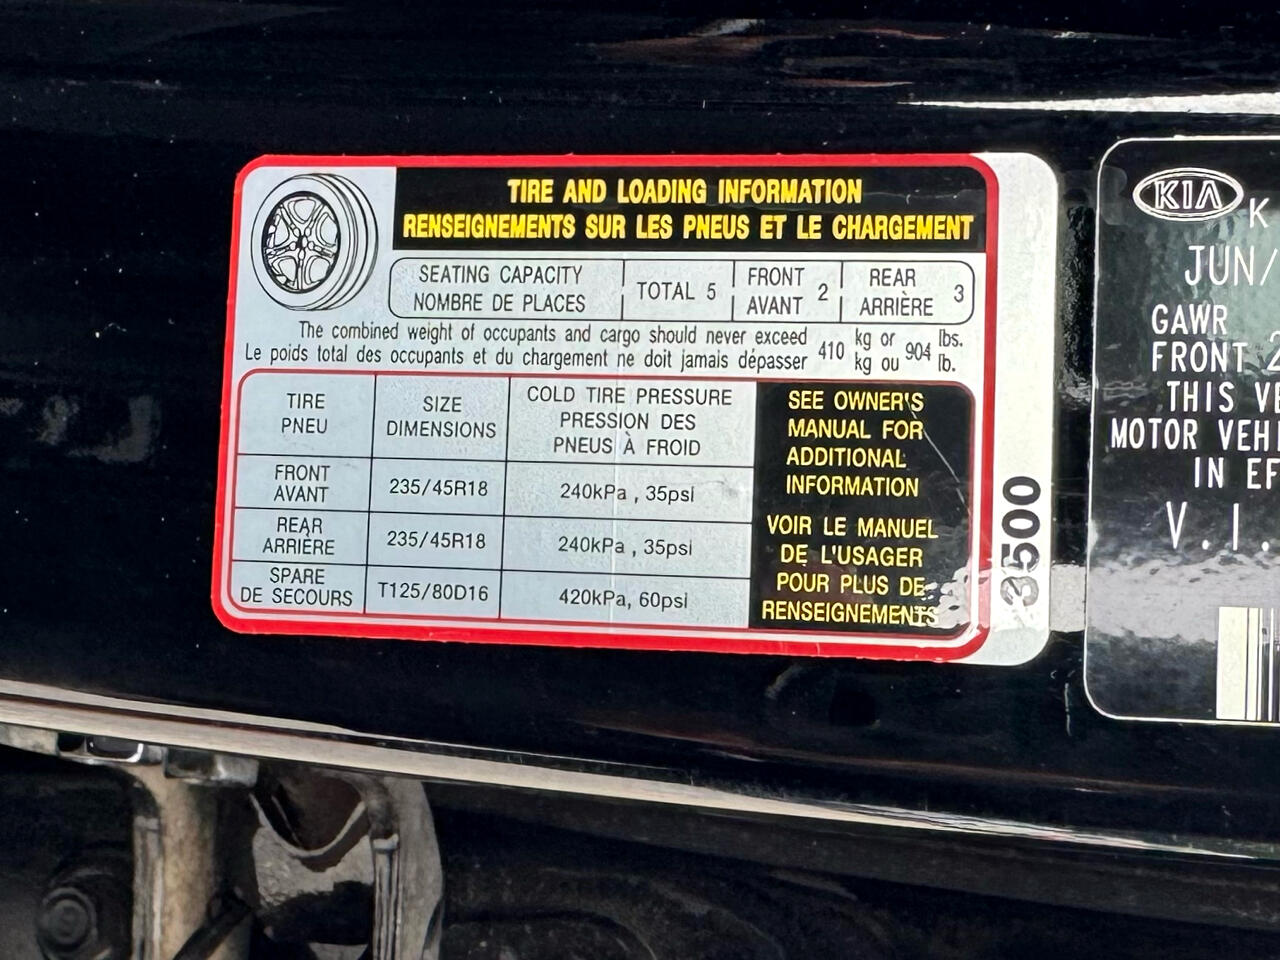 TIRE AND LOADING INFORMATION
RENSEIGNEMENTS SUR LES PNEUS ET LE CHARGEMENT
SEATING CAPACITY
NOMBRE DE PLACES
TOTAL 5
FRONT
AVANT 2
REAR
ARRIÈRE 3
The combined weight of occupants and cargo should never exceed 410 kg or 904 lbs.
Le poids total des occupants et du chargement ne doit jamais dépasser 410 kg ou 904 lb.
TIRE
PNEU
SIZE
DIMENSIONS
COLD TIRE PRESSURE
PRESSION DES
PNEUS À FROID
FRONT
AVANT
235/45R18
240kPa , 35psi
REAR
ARRIÈRE
235/45R18
240kPa , 35psi
SPARE
DE SECOURS
T125/80D16
420kPa, 60psi
SEE OWNER'S
MANUAL FOR
ADDITIONAL
INFORMATION
VOIR LE MANUEL
DE L'USAGER
POUR PLUS DE
RENSEIGNEMENTS
3500
KIA K
JUN/
GAWR
FRONT 2
THIS VE
MOTOR VEHI
IN EF
V.I.